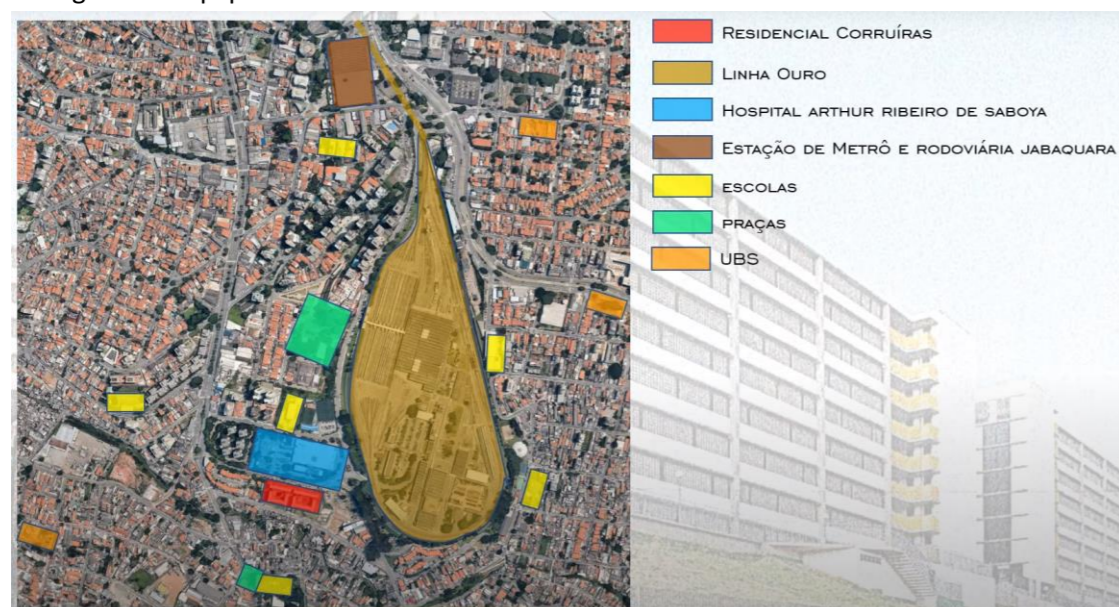 RESIDENCIAL CORRUÍRAS
LINHA OURO
HOSPITAL ARTHUR RIBEIRO DE SABOYA
ESTAÇÃO DE METRÔ E RODOVIÁRIA JABAQUARA
ESCOLAS
PRAÇAS
UBS